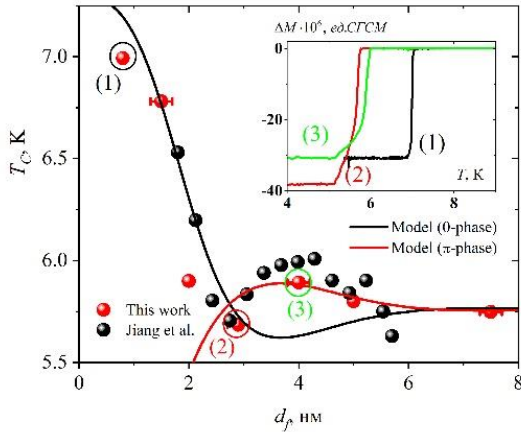 ΔM ·10⁶, ед.СГСМ
0
-20
-40
4
6
8
T, K
(1)
(2)
(3)
7.0
6.5
6.0
5.5
T_C, K
(1)
(2)
(3)
Model (0-phase)
Model (π-phase)
This work
Jiang et al.
0
2
4
6
8
d_f, нм